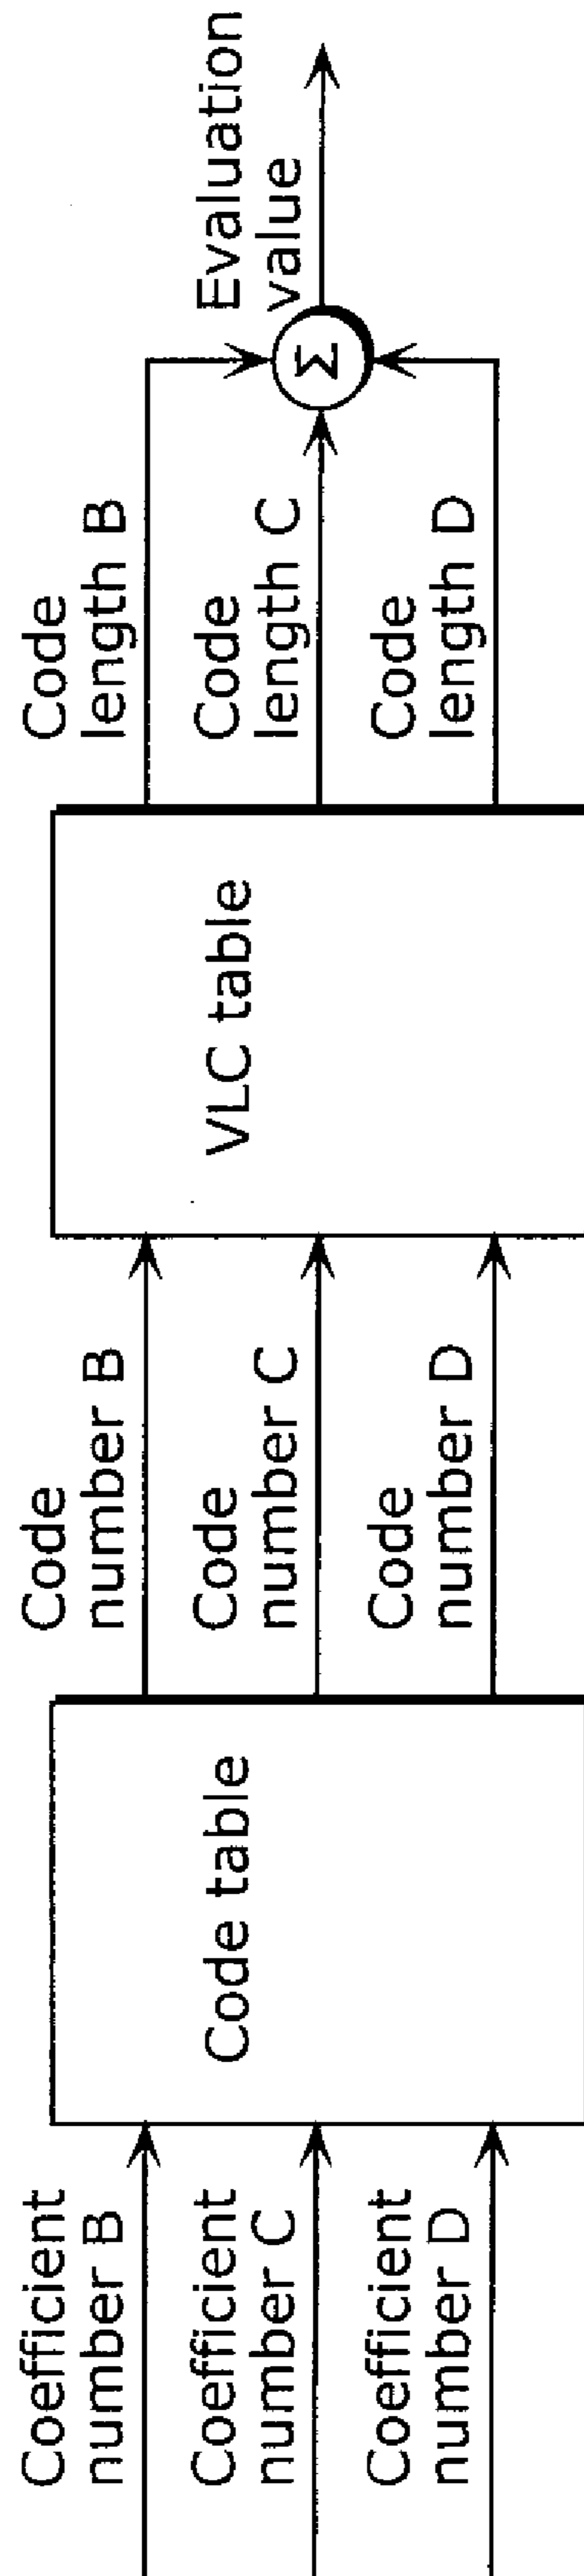 Coefficient
number B
Coefficient
number C
Coefficient
number D
Code table
Code
number B
Code
number C
Code
number D
VLC table
Code
length B
Code
length C
Code
length D
Σ
Evaluation
value